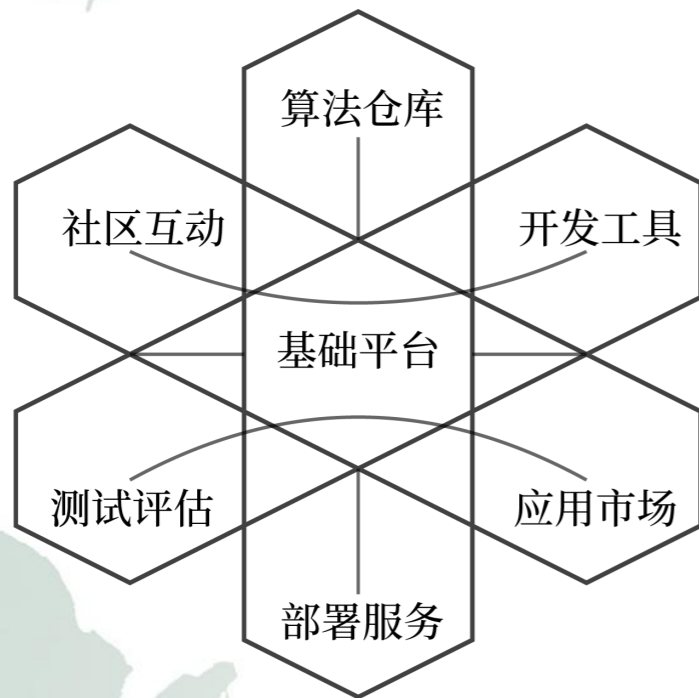 算法仓库
社区互动
开发工具
基础平台
测试评估
应用市场
部署服务